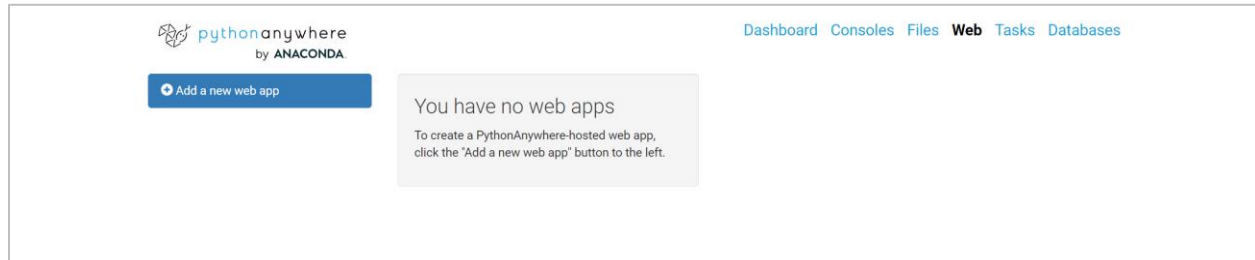 pythonanywhere
by ANACONDA.
Dashboard Consoles Files Web Tasks Databases
Add a new web app
You have no web apps
To create a PythonAnywhere-hosted web app,
click the "Add a new web app" button to the left.